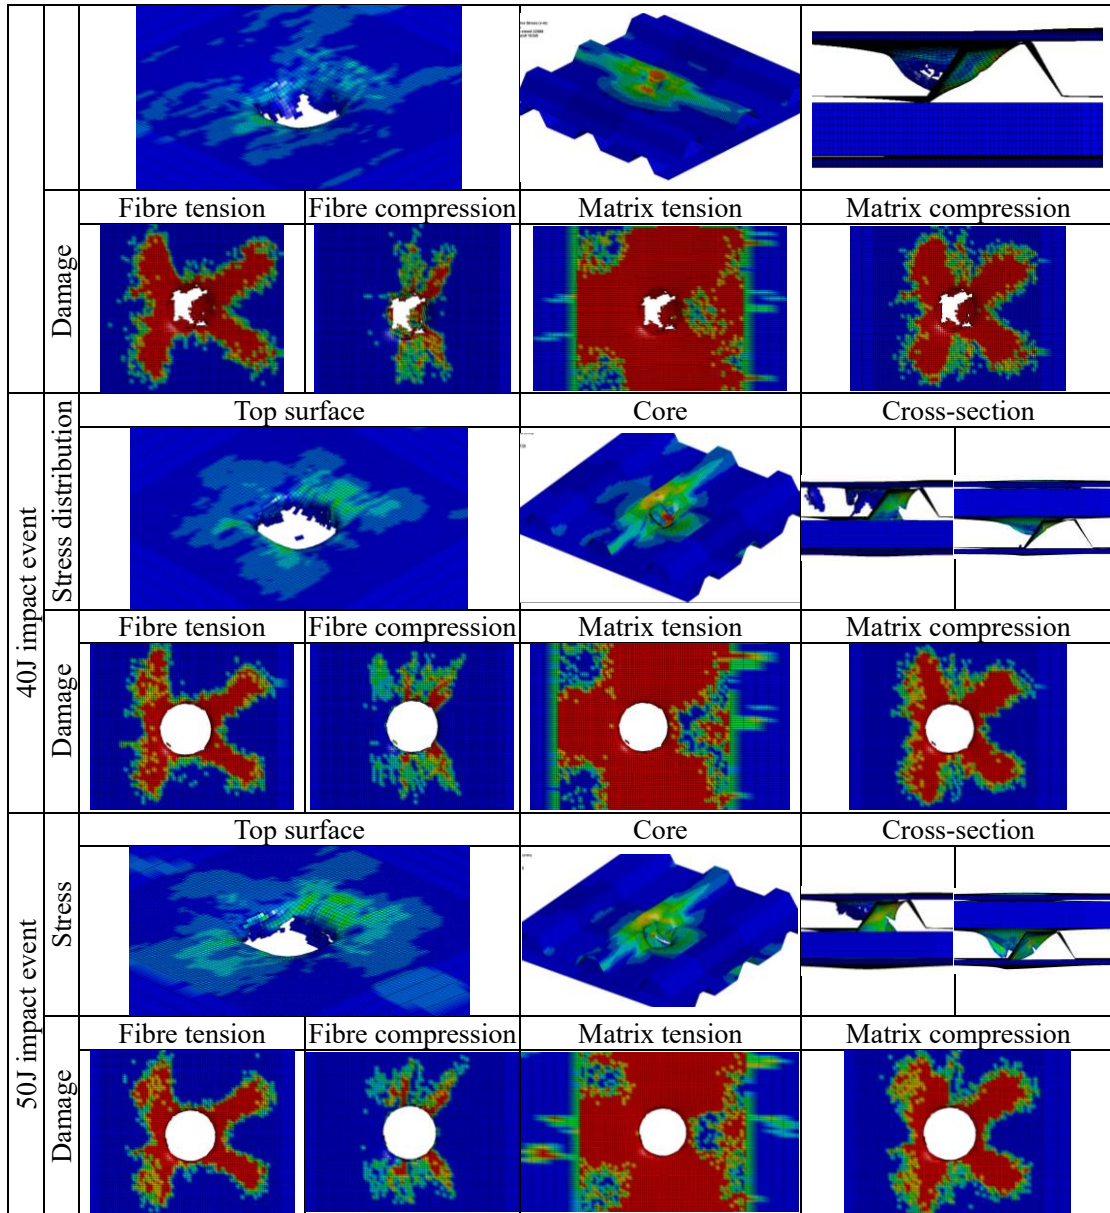 Damage
Fibre tension
Fibre compression
Matrix tension
Matrix compression
40J impact event
Stress distribution
Top surface
Core
Cross-section
Damage
Fibre tension
Fibre compression
Matrix tension
Matrix compression
50J impact event
Stress
Top surface
Core
Cross-section
Damage
Fibre tension
Fibre compression
Matrix tension
Matrix compression